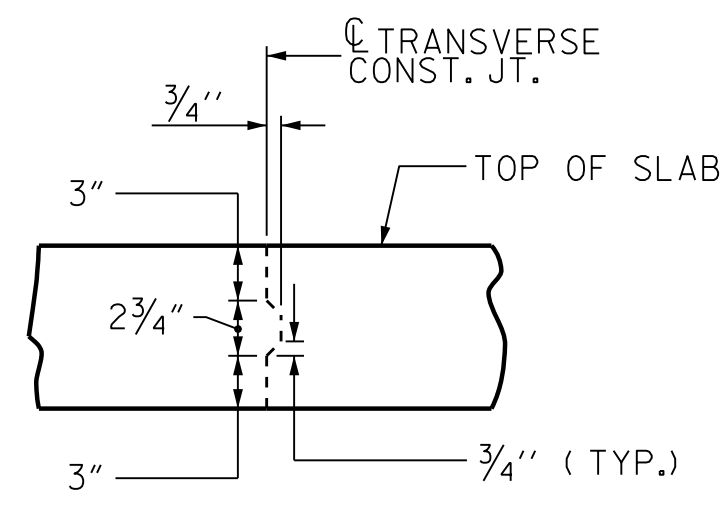 ℄ TRANSVERSE
CONST. JT.
3/4''
TOP OF SLAB
3"
2 3/4"
3"
3/4'' (TYP.)